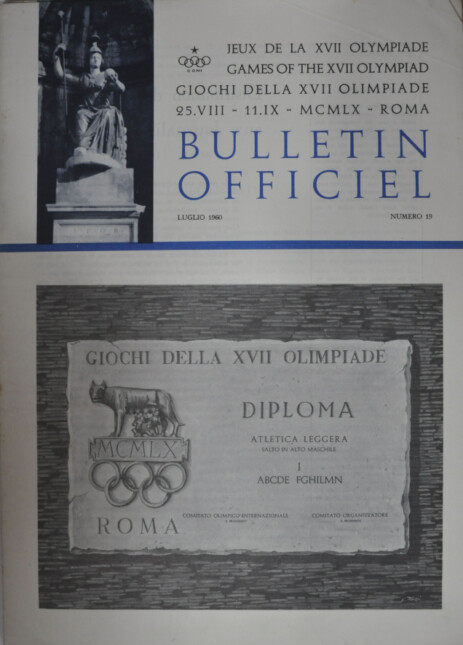 JEUX DE LA XVII OLYMPIADE
GAMES OF THE XVII OLYMPIAD
GIOCHI DELLA XVII OLIMPIADE
25.VIII - 11.IX - MCMLX - ROMA
BULLETIN
OFFICIEL
LUGLIO 1960 NUMERO 19
GIOCHI DELLA XVII OLIMPIADE
DIPLOMA
ATLETICA LEGGERA
SALTO IN ALTO MASCHILE
I
ABCDE FGHILMN
MCMLX
COMITATO OLIMPICO INTERNAZIONALE COMITATO ORGANIZZATORE
ROMA